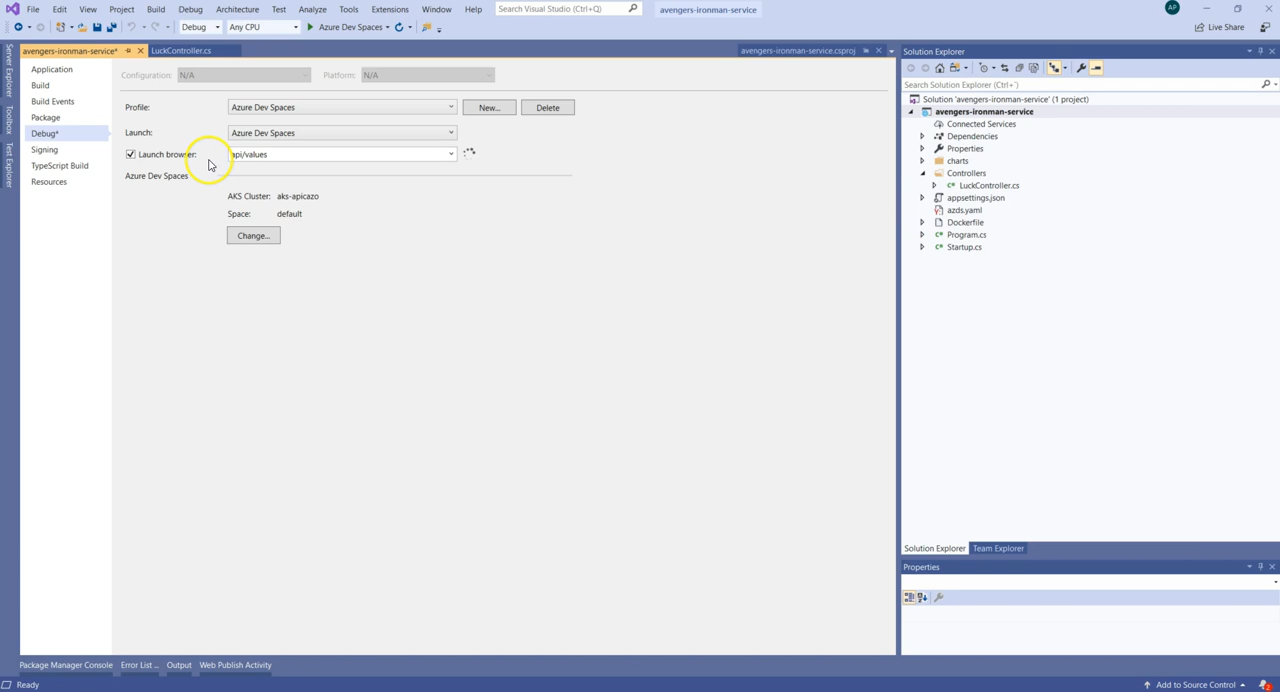 File Edit View Project Build Debug Architecture Test Analyze Tools Extensions Window Help Search Visual Studio (Ctrl+Q) avengers-ironman-service AP
Debug Any CPU Azure Dev Spaces Live Share
Server Explorer
Toolbox
Test Explorer
avengers-ironman-service* LuckController.cs avengers-ironman-service.csproj
Application
Build
Build Events
Package
Debug*
Signing
TypeScript Build
Resources
Configuration: N/A Platform: N/A
Profile: Azure Dev Spaces New... Delete
Launch: Azure Dev Spaces
Launch browser: api/values
Azure Dev Spaces
AKS Cluster: aks-apicazo
Space: default
Change...
Solution Explorer
Search Solution Explorer (Ctrl+´)
Solution 'avengers-ironman-service' (1 project)
avengers-ironman-service
Connected Services
Dependencies
Properties
charts
Controllers
C# LuckController.cs
appsettings.json
azds.yaml
Dockerfile
C# Program.cs
C# Startup.cs
Solution Explorer Team Explorer
Properties
Package Manager Console Error List ... Output Web Publish Activity
Ready Add to Source Control 2